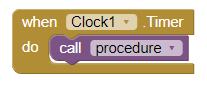 when Clock1 .Timer
do call procedure